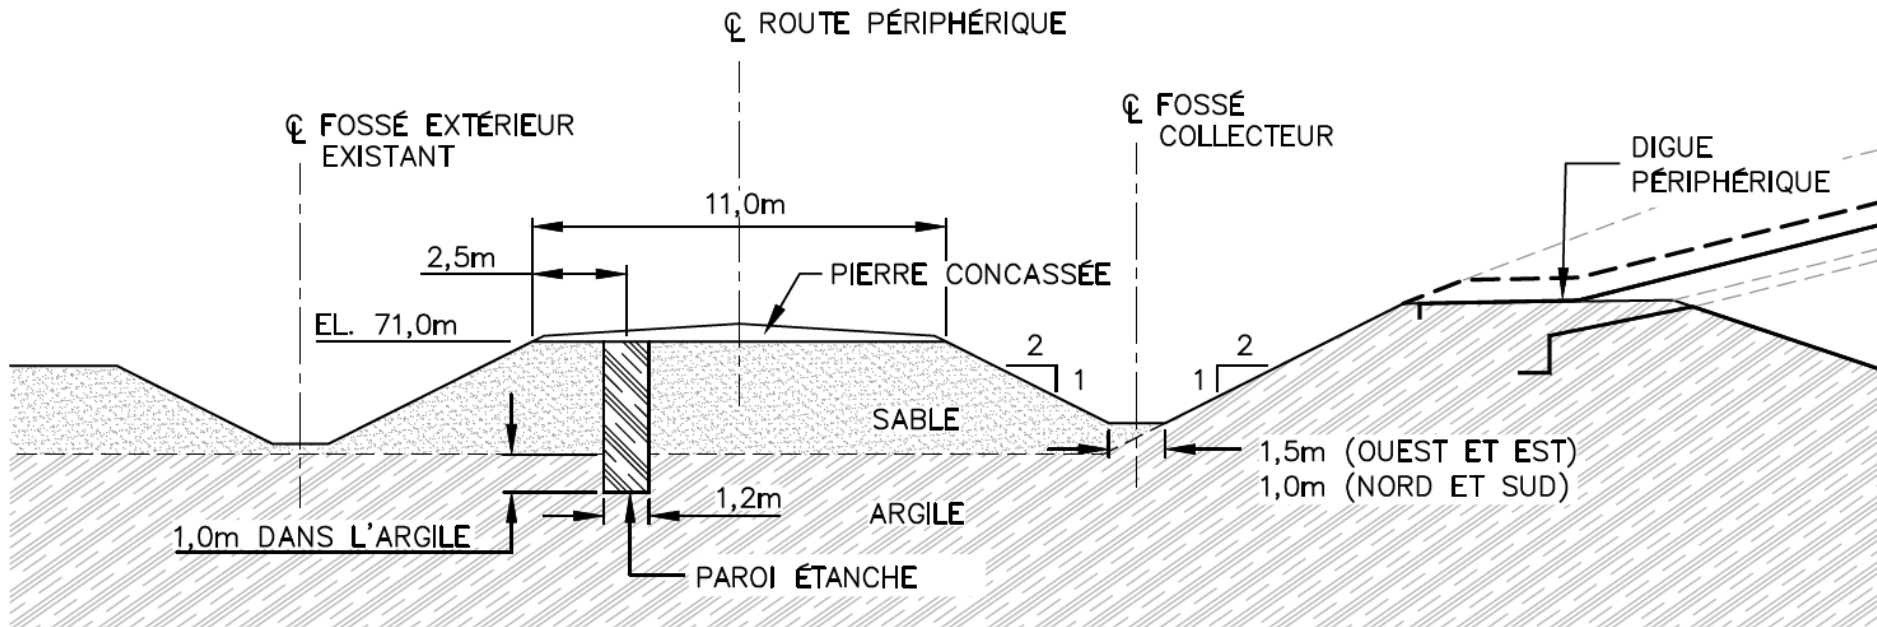 ℄ ROUTE PÉRIPHÉRIQUE
℄ FOSSÉ EXTÉRIEUR
EXISTANT
℄ FOSSÉ
COLLECTEUR
DIGUE
PÉRIPHÉRIQUE
11,0m
2,5m
PIERRE CONCASSÉE
EL. 71,0m
2
1
2
1
SABLE
1,5m (OUEST ET EST)
1,0m (NORD ET SUD)
1,2m
ARGILE
1,0m DANS L'ARGILE
PAROI ÉTANCHE